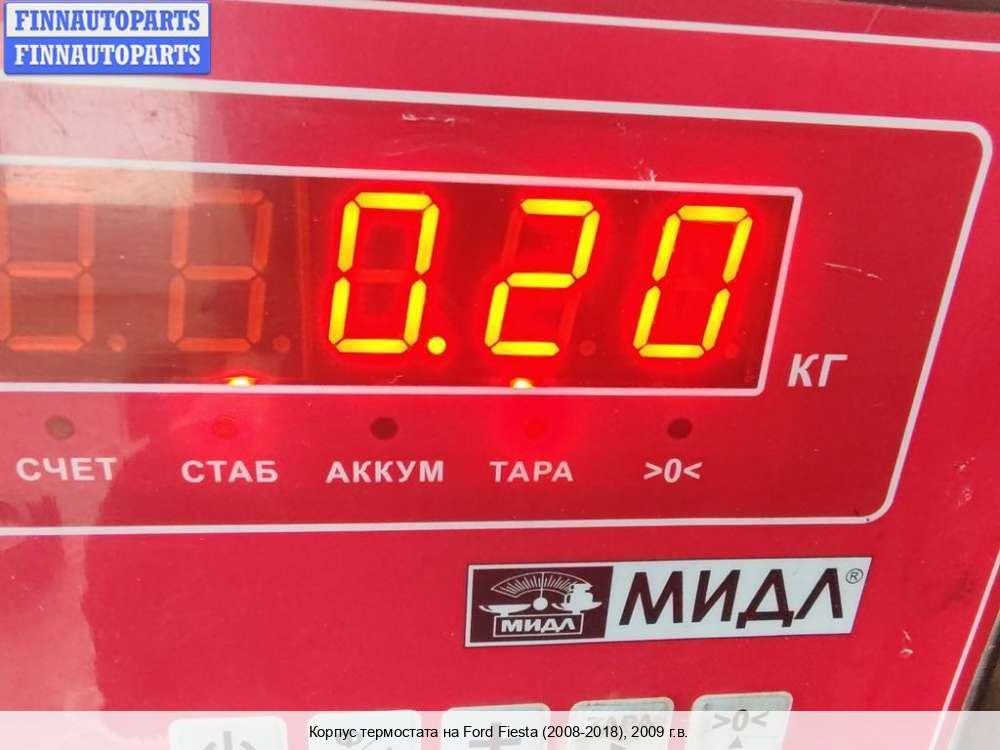 FINNAUTOPARTS
FINNAUTOPARTS
0.20
КГ
СЧЕТ СТАБ АККУМ ТАРА >0<
МИДЛ МИДЛ®
ТАРА >0<
Корпус термостата на Ford Fiesta (2008-2018), 2009 г.в.